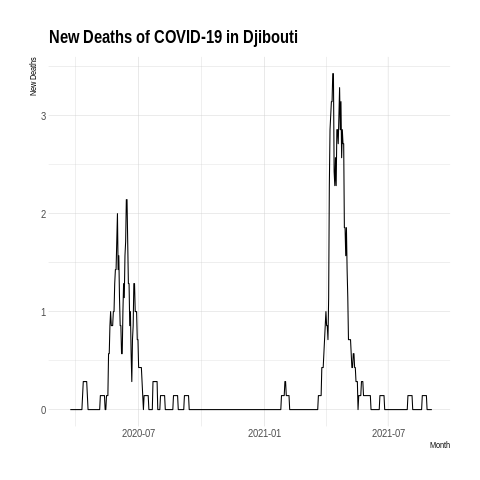 New Deaths of COVID-19 in Djibouti
New Deaths
3
2
1
0
2020-07
2021-01
2021-07
Month